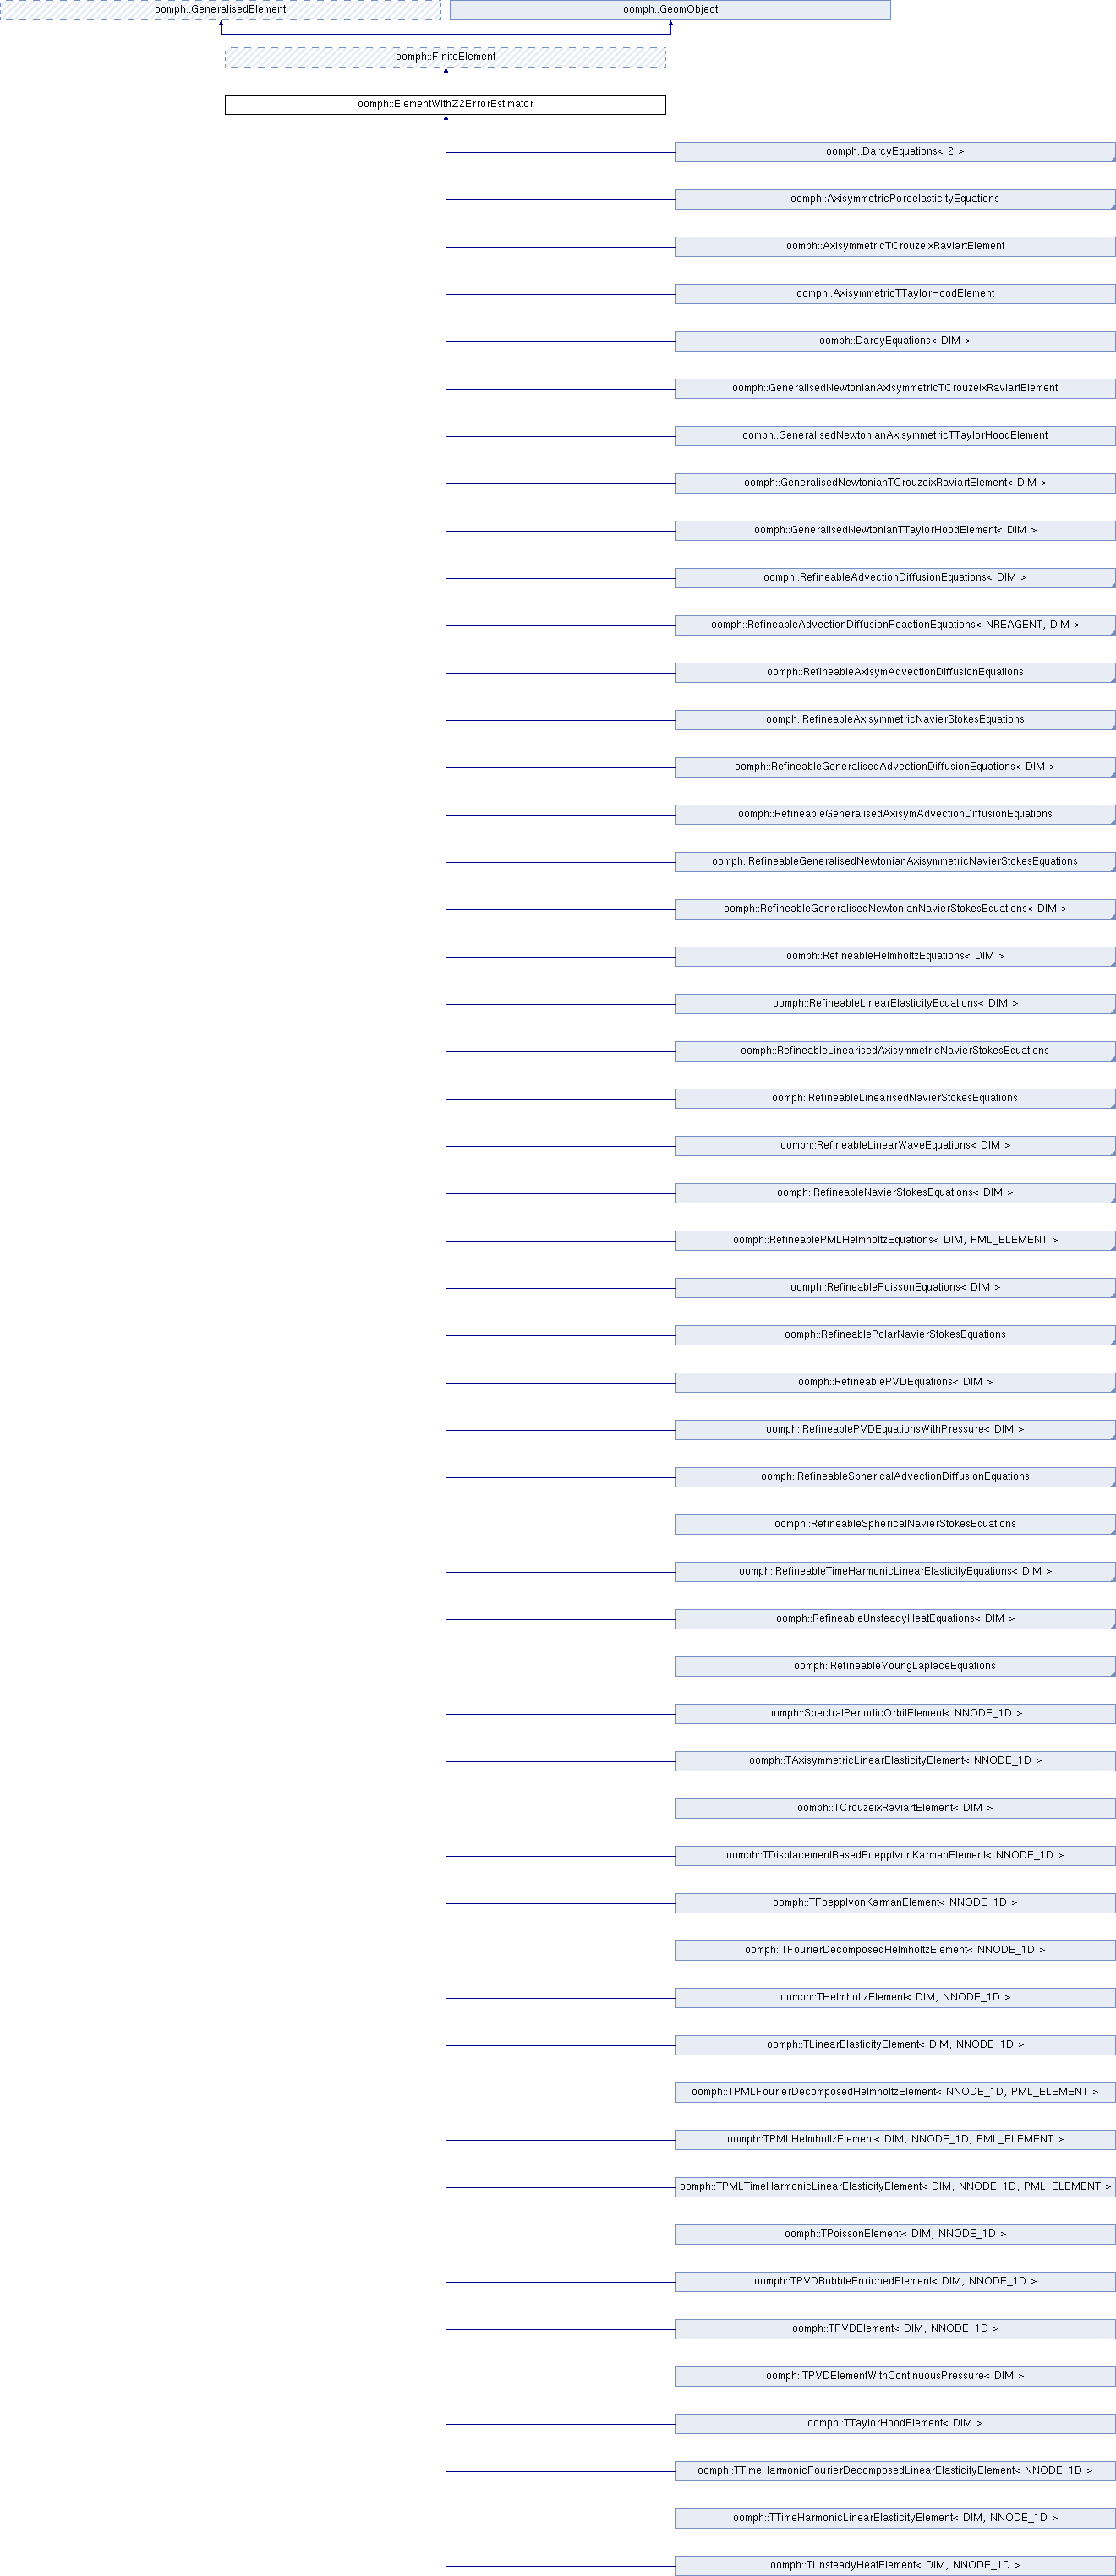 oomph::GeneralisedElement
oomph::GeomObject
oomph::FiniteElement
oomph::ElementWithZ2ErrorEstimator
oomph::DarcyEquations< 2 >
oomph::AxisymmetricPoroelasticityEquations
oomph::AxisymmetricTCrouzeixRaviartElement
oomph::AxisymmetricTTaylorHoodElement
oomph::DarcyEquations< DIM >
oomph::GeneralisedNewtonianAxisymmetricTCrouzeixRaviartElement
oomph::GeneralisedNewtonianAxisymmetricTTaylorHoodElement
oomph::GeneralisedNewtonianTCrouzeixRaviartElement< DIM >
oomph::GeneralisedNewtonianTTaylorHoodElement< DIM >
oomph::RefineableAdvectionDiffusionEquations< DIM >
oomph::RefineableAdvectionDiffusionReactionEquations< NREAGENT, DIM >
oomph::RefineableAxisymAdvectionDiffusionEquations
oomph::RefineableAxisymmetricNavierStokesEquations
oomph::RefineableGeneralisedAdvectionDiffusionEquations< DIM >
oomph::RefineableGeneralisedAxisymAdvectionDiffusionEquations
oomph::RefineableGeneralisedNewtonianAxisymmetricNavierStokesEquations
oomph::RefineableGeneralisedNewtonianNavierStokesEquations< DIM >
oomph::RefineableHelmholtzEquations< DIM >
oomph::RefineableLinearElasticityEquations< DIM >
oomph::RefineableLinearisedAxisymmetricNavierStokesEquations
oomph::RefineableLinearisedNavierStokesEquations
oomph::RefineableLinearWaveEquations< DIM >
oomph::RefineableNavierStokesEquations< DIM >
oomph::RefineablePMLHelmholtzEquations< DIM, PML_ELEMENT >
oomph::RefineablePoissonEquations< DIM >
oomph::RefineablePolarNavierStokesEquations
oomph::RefineablePVDEquations< DIM >
oomph::RefineablePVDEquationsWithPressure< DIM >
oomph::RefineableSphericalAdvectionDiffusionEquations
oomph::RefineableSphericalNavierStokesEquations
oomph::RefineableTimeHarmonicLinearElasticityEquations< DIM >
oomph::RefineableUnsteadyHeatEquations< DIM >
oomph::RefineableYoungLaplaceEquations
oomph::SpectralPeriodicOrbitElement< NNODE_1D >
oomph::TAxisymmetricLinearElasticityElement< NNODE_1D >
oomph::TCrouzeixRaviartElement< DIM >
oomph::TDisplacementBasedFoepplvonKarmanElement< NNODE_1D >
oomph::TFoepplvonKarmanElement< NNODE_1D >
oomph::TFourierDecomposedHelmholtzElement< NNODE_1D >
oomph::THelmholtzElement< DIM, NNODE_1D >
oomph::TLinearElasticityElement< DIM, NNODE_1D >
oomph::TPMLFourierDecomposedHelmholtzElement< NNODE_1D, PML_ELEMENT >
oomph::TPMLHelmholtzElement< DIM, NNODE_1D, PML_ELEMENT >
oomph::TPMLTimeHarmonicLinearElasticityElement< DIM, NNODE_1D, PML_ELEMENT >
oomph::TPoissonElement< DIM, NNODE_1D >
oomph::TPVDBubbleEnrichedElement< DIM, NNODE_1D >
oomph::TPVDElement< DIM, NNODE_1D >
oomph::TPVDElementWithContinuousPressure< DIM >
oomph::TTaylorHoodElement< DIM >
oomph::TTimeHarmonicFourierDecomposedLinearElasticityElement< NNODE_1D >
oomph::TTimeHarmonicLinearElasticityElement< DIM, NNODE_1D >
oomph::TUnsteadyHeatElement< DIM, NNODE_1D >